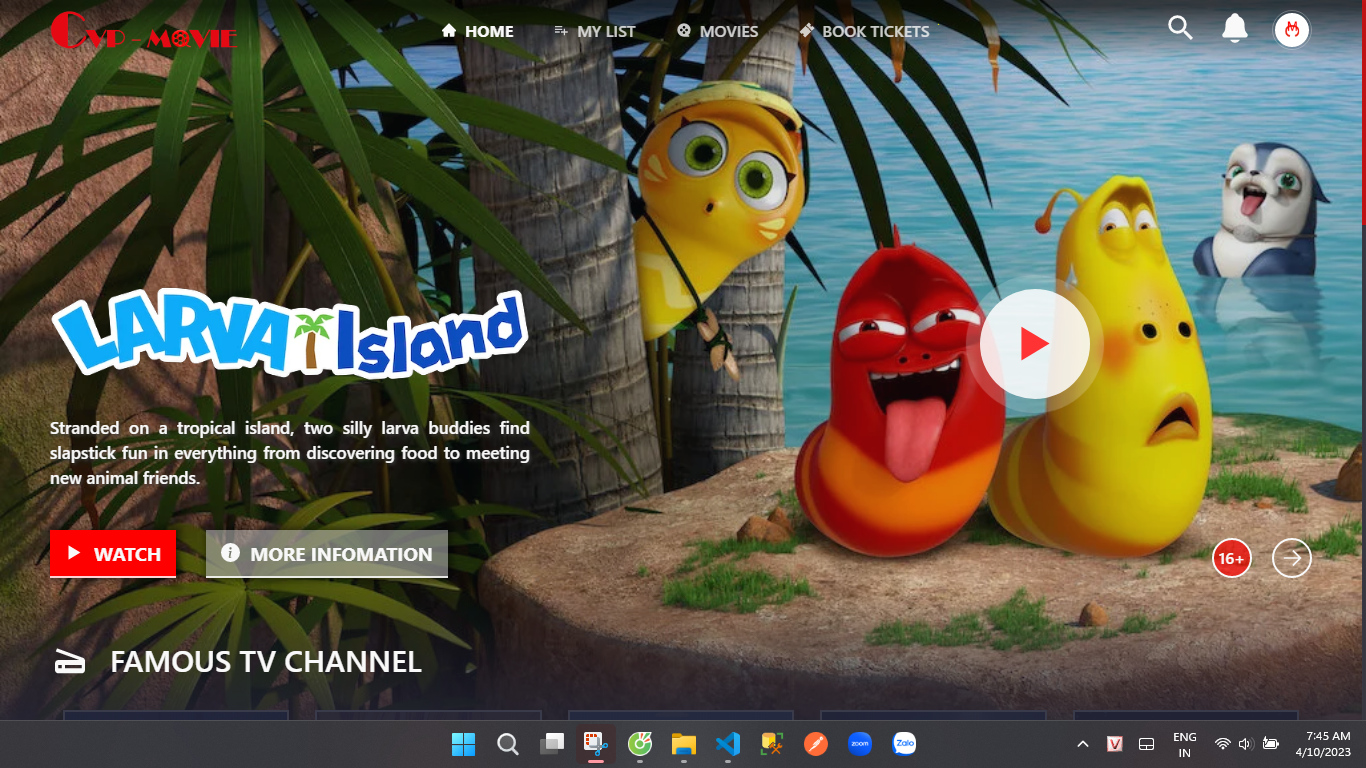 CVP - MOVIE
HOME
MY LIST
MOVIES
BOOK TICKETS
LARVA Island
Stranded on a tropical island, two silly larva buddies find
slapstick fun in everything from discovering food to meeting
new animal friends.
WATCH
MORE INFOMATION
16+
FAMOUS TV CHANNEL
zoom
Zalo
V
ENG
IN
7:45 AM
4/10/2023